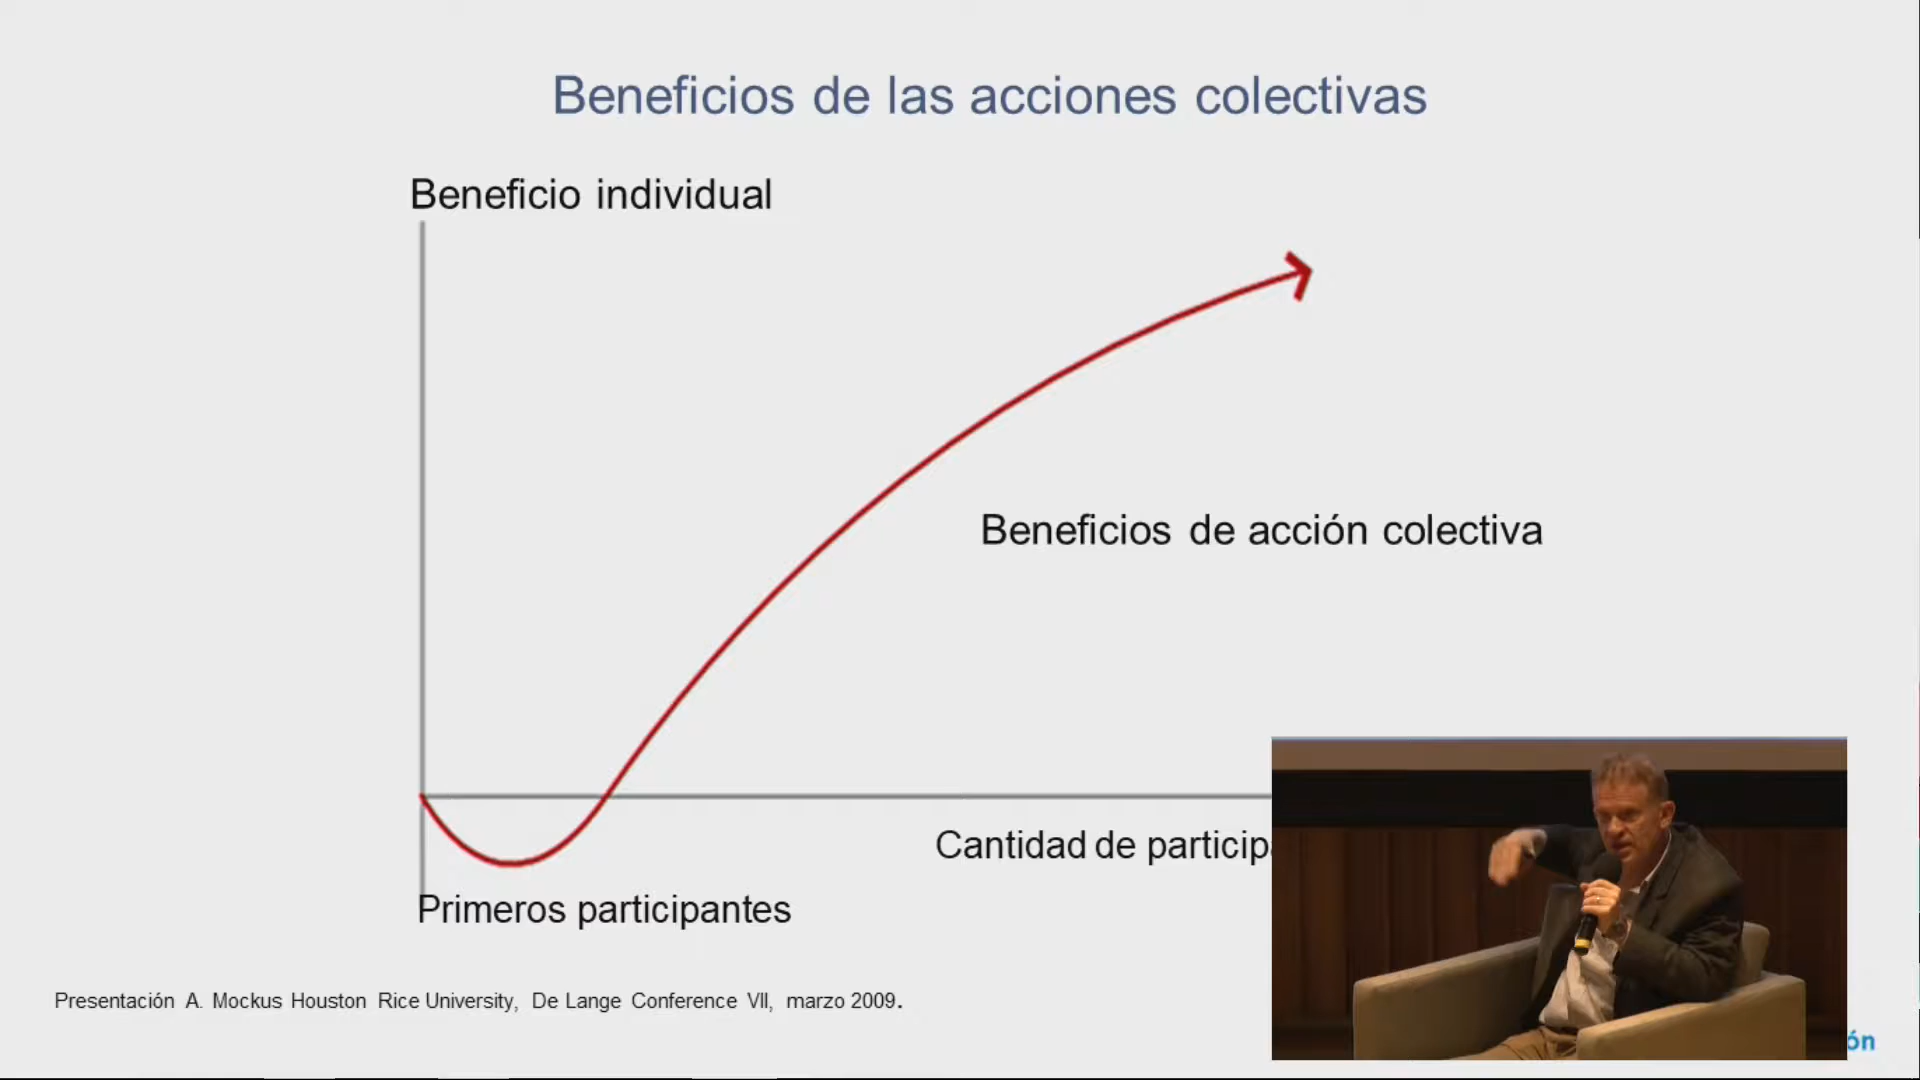 Beneficios de las acciones colectivas
Beneficio individual
Beneficios de acción colectiva
Cantidad de
Primeros participantes
Presentación A. Mockus Houston Rice University, De Lange Conference VII, marzo 2009.